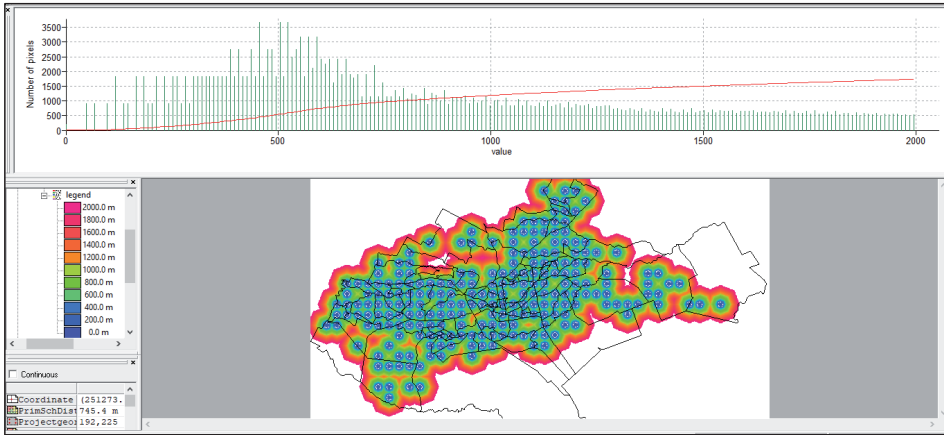 3500
3000
2500
2000
1500
1000
500
0
Number of pixels
0 500 1000 1500 2000
value
legend
2000.0 m
1800.0 m
1600.0 m
1400.0 m
1200.0 m
1000.0 m
800.0 m
600.0 m
400.0 m
200.0 m
0.0 m
Continuous
Coordinate (251273.
PrimSchDist 745.4 m
Projectgeor 192,225